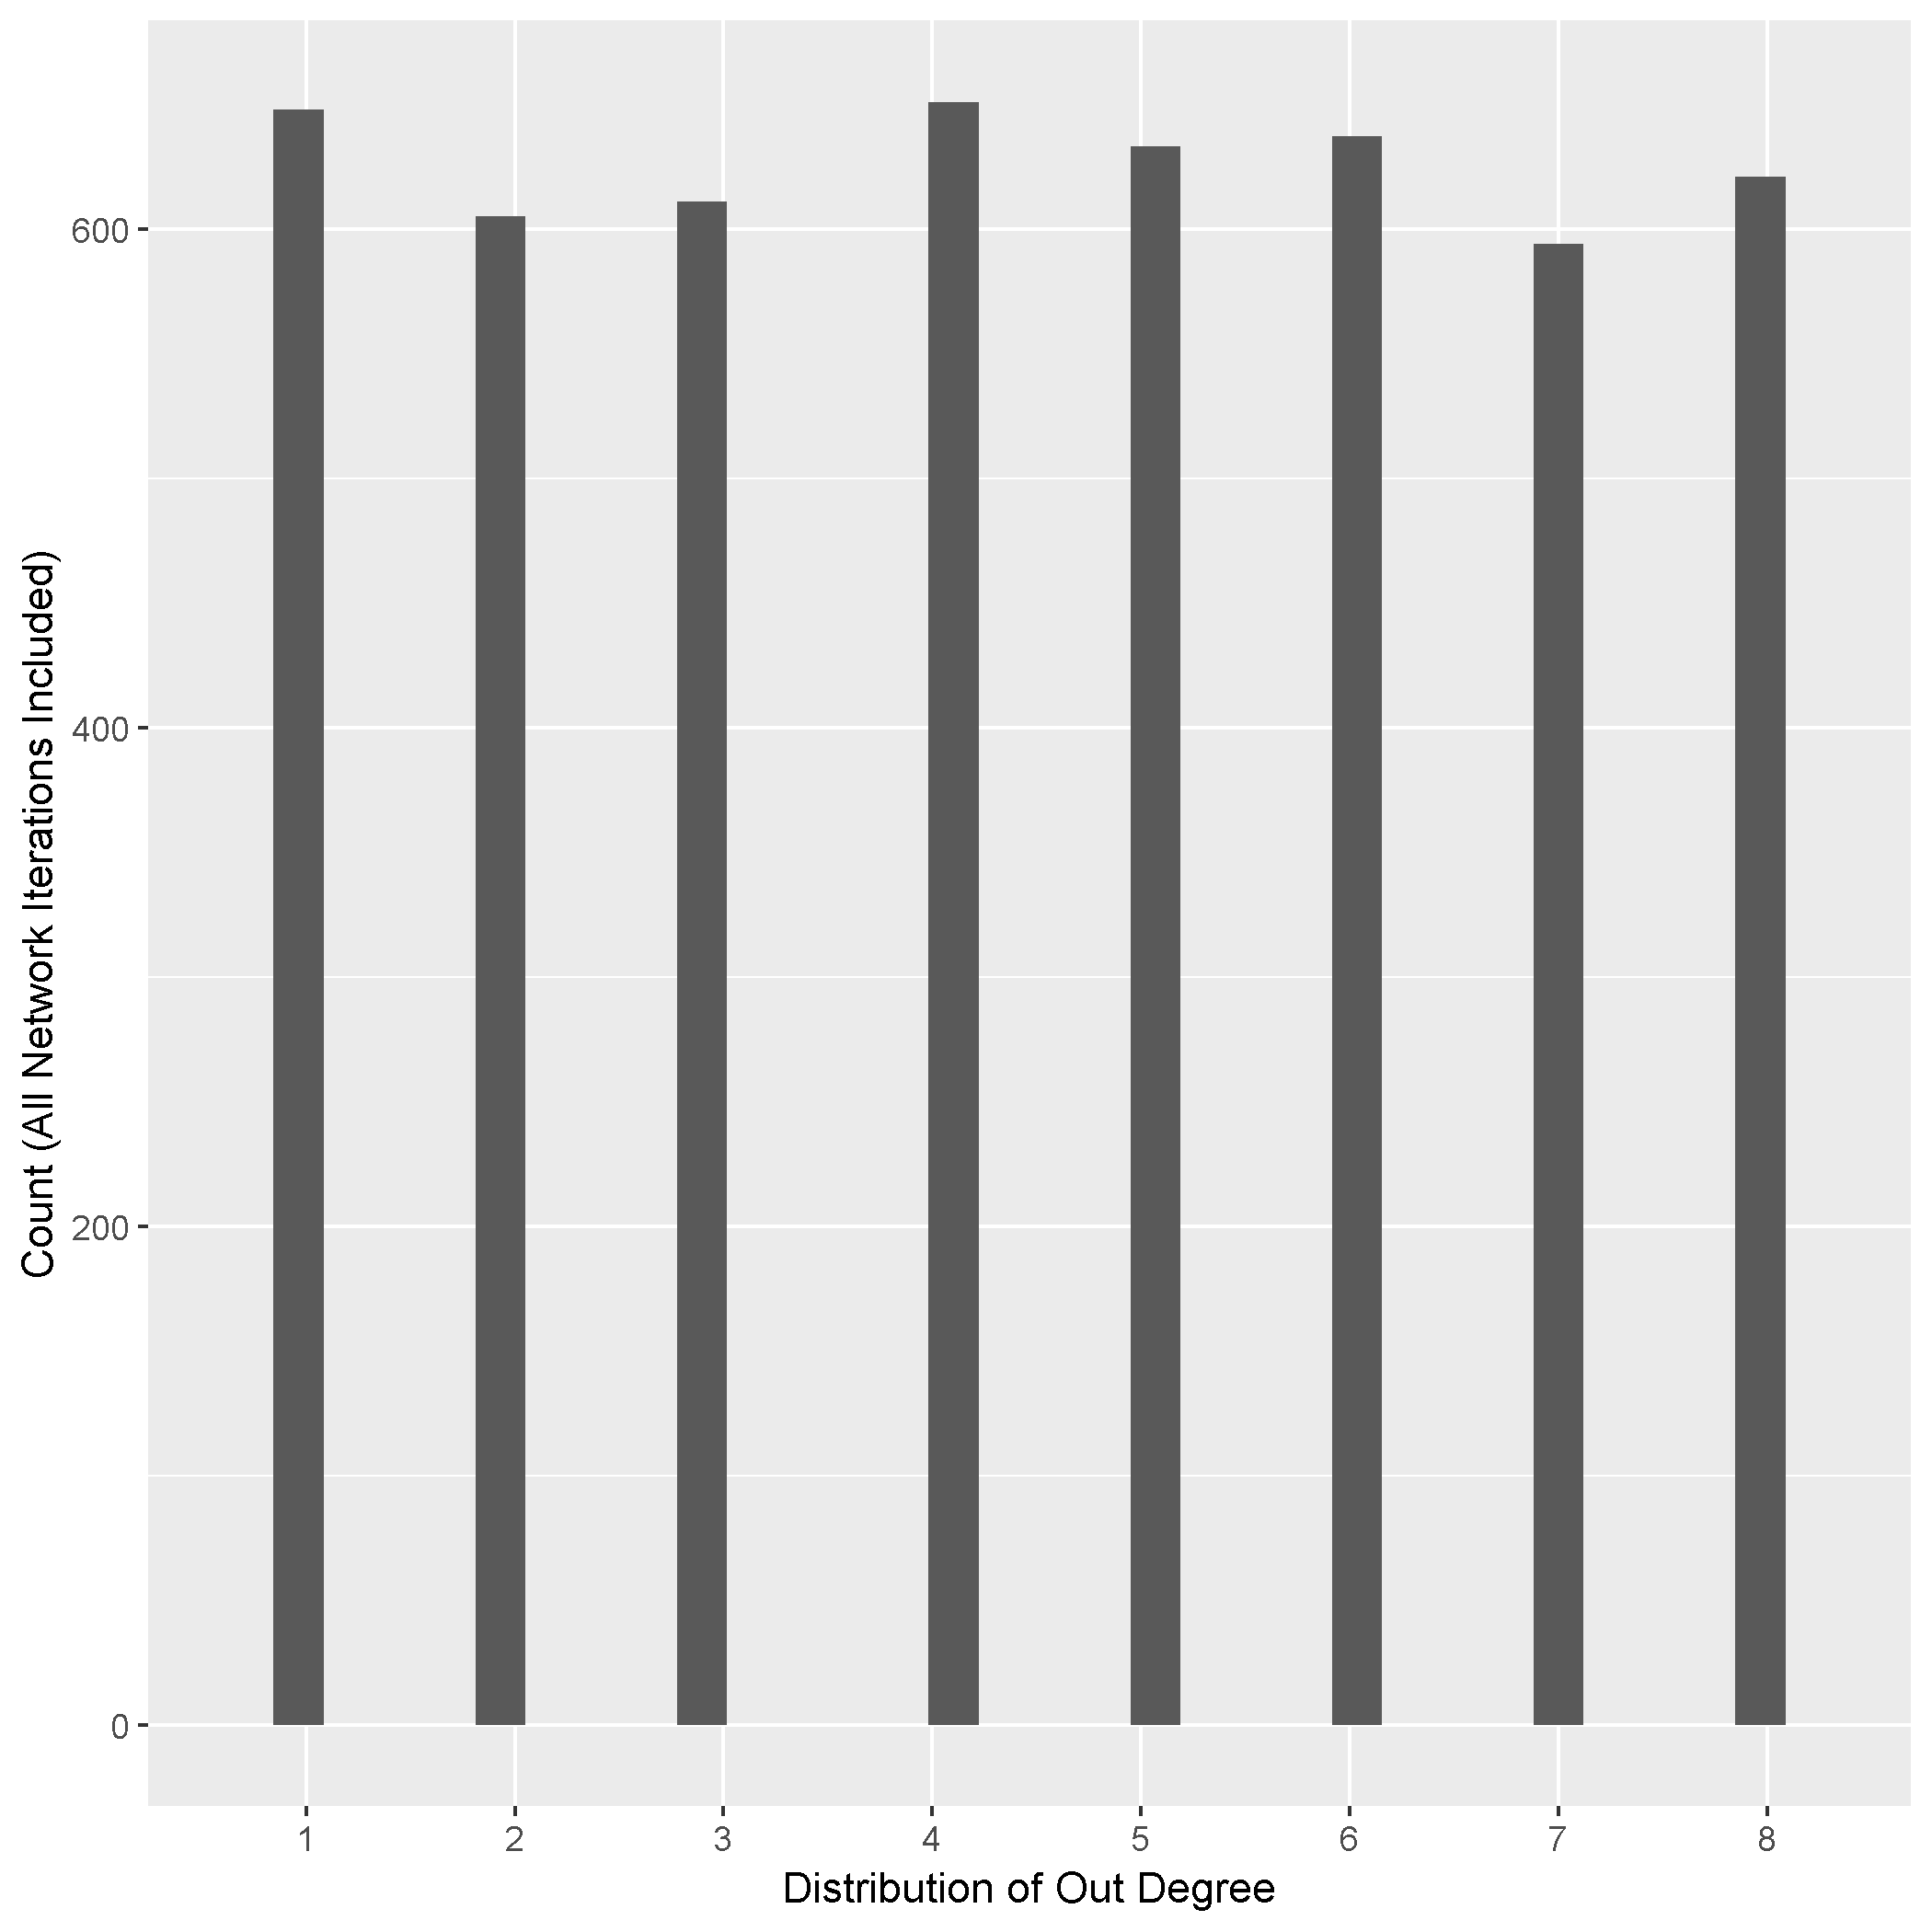 Count (All Network Iterations Included)
600
400
200
0
1 2 3 4 5 6 7 8
Distribution of Out Degree